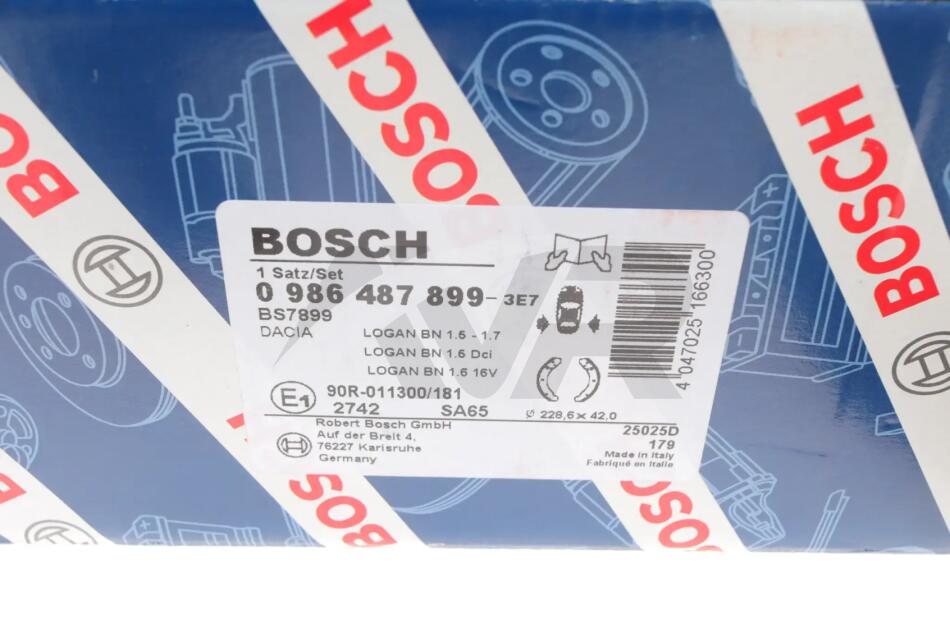 BOSCH
BOSCH
BOSCH
BOSCH
BOSCH
BOSCH
1 Satz/Set
0 986 487 899 - 3E7
BS7899
DACIA
LOGAN BN 1.5 - 1.7
LOGAN BN 1.5 Dci
LOGAN BN 1.6 16V
E1
90R-011300/181
2742 SA65
Ø 228,6 x 42,0
Robert Bosch GmbH
Auf der Breit 4,
76227 Karlsruhe
Germany
25025D
179
Made in Italy
Fabriqué en Italie
4 047025 166300
VR